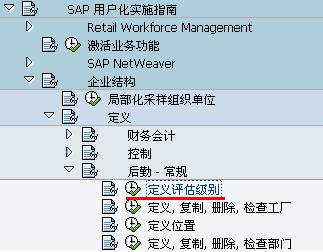 SAP 用户化实施指南
Retail Workforce Management
激活业务功能
SAP NetWeaver
企业结构
局部化采样组织单位
定义
财务会计
控制
后勤 - 常规
定义评估级别
定义, 复制, 删除, 检查工厂
定义位置
定义, 复制, 删除, 检查部门